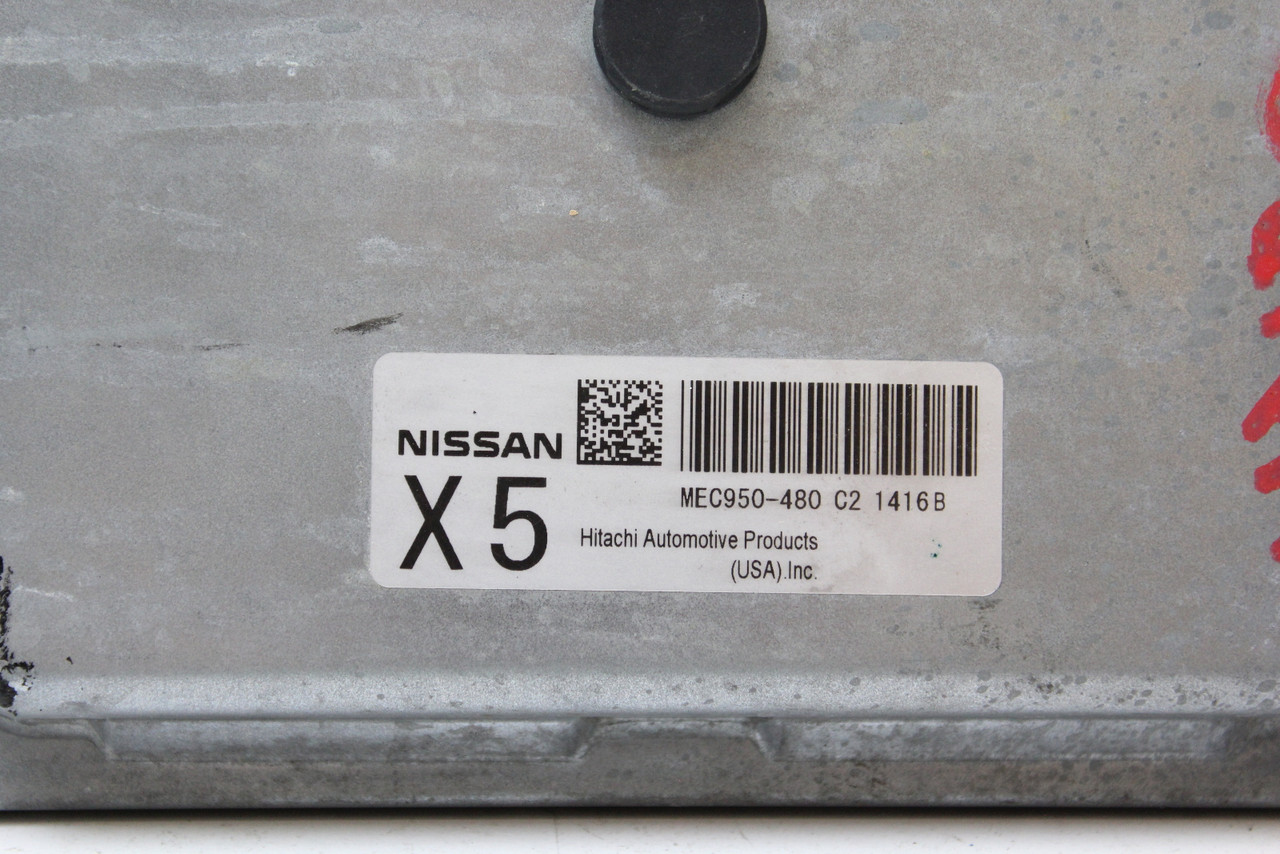 NISSAN
X5
MEC950-480 C2 1416B
Hitachi Automotive Products
(USA).Inc.